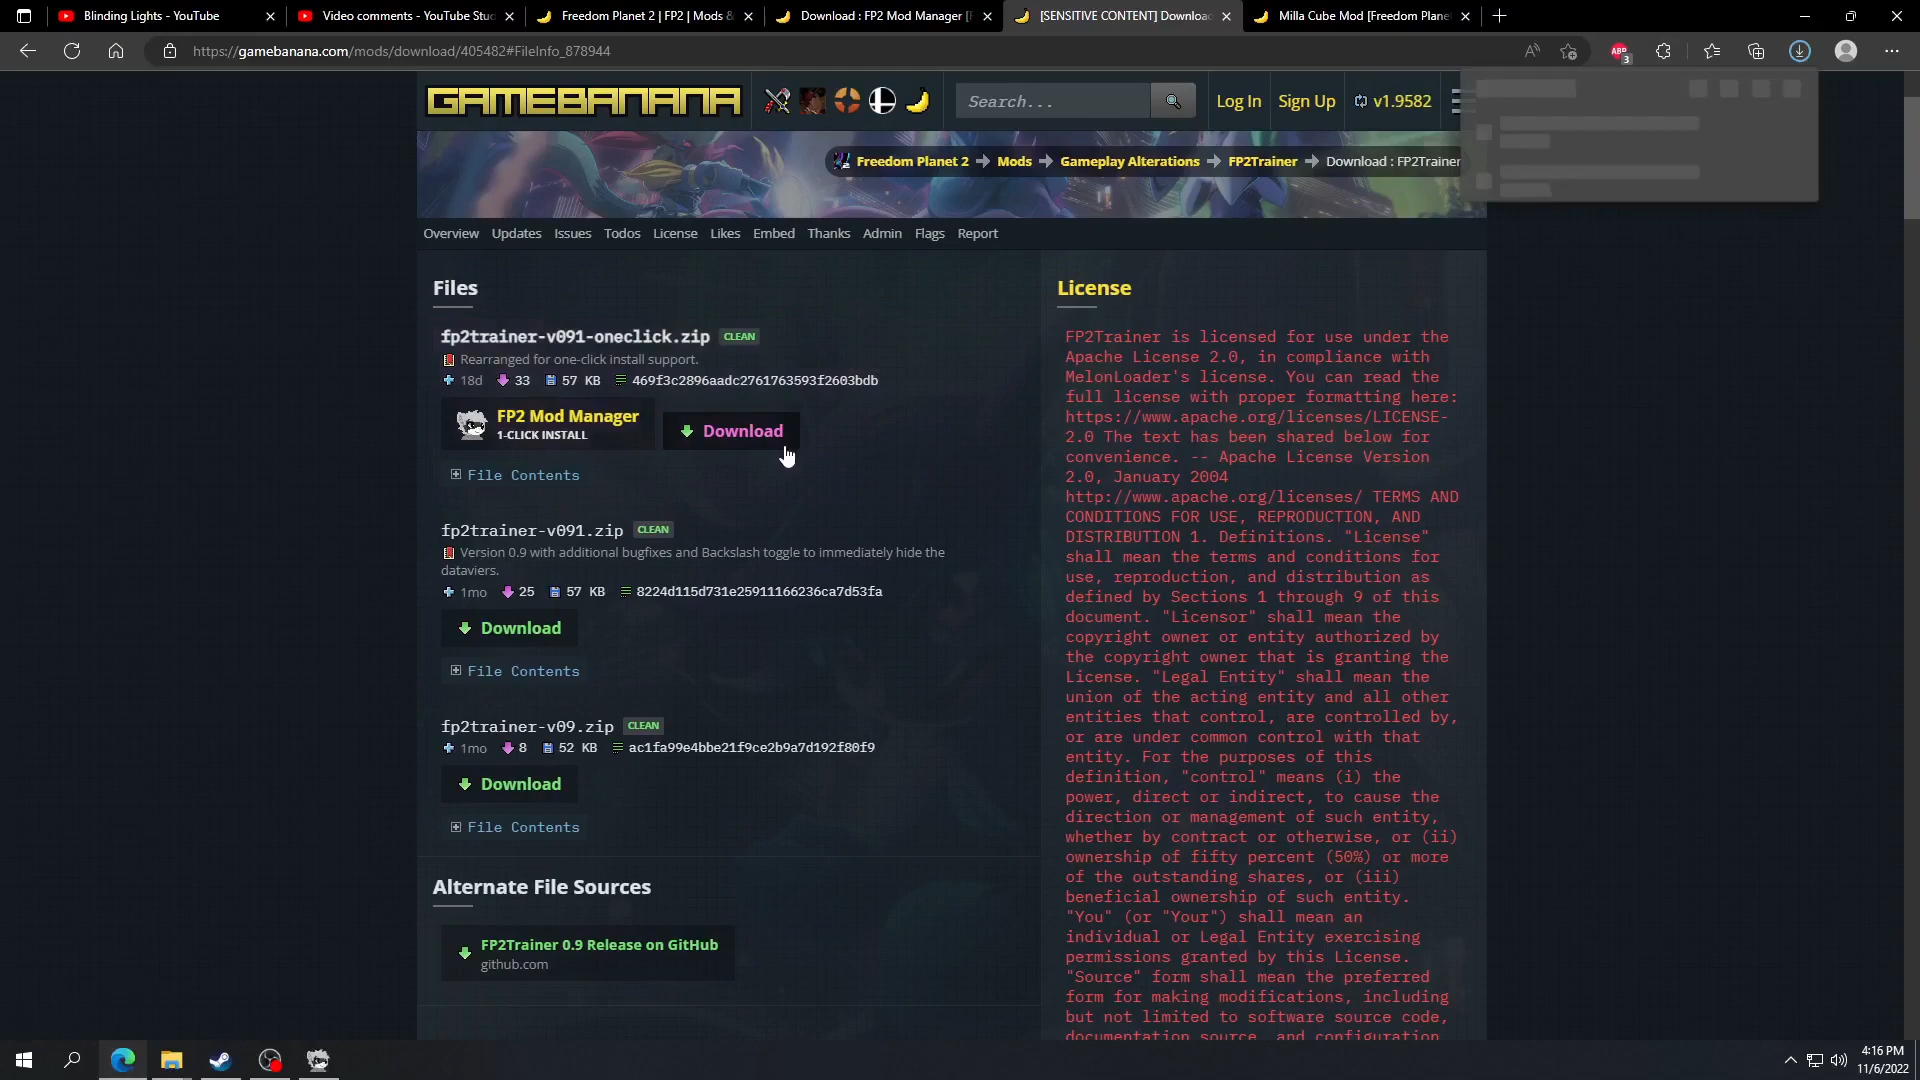 Blinding Lights - YouTube
Video comments - YouTube Stu
Freedom Planet 2 | FP2 | Mods &
Download : FP2 Mod Manager [F
[SENSITIVE CONTENT] Downloa
Milla Cube Mod [Freedom Plane
https://gamebanana.com/mods/download/405482#FileInfo_878944
ABP
3
GAMEBANANA
Search...
Log In
Sign Up
v1.9582
Freedom Planet 2
Mods
Gameplay Alterations
FP2Trainer
Download : FP2Trainer
Overview Updates Issues Todos License Likes Embed Thanks Admin Flags Report
Files
fp2trainer-v091-oneclick.zip CLEAN
Rearranged for one-click install support.
18d 33 57 KB 469f3c2896aadc2761763593f2603bdb
FP2 Mod Manager
1-CLICK INSTALL
Download
File Contents
fp2trainer-v091.zip CLEAN
Version 0.9 with additional bugfixes and Backslash toggle to immediately hide the
dataviers.
1mo 25 57 KB 8224d115d731e25911166236ca7d53fa
Download
File Contents
fp2trainer-v09.zip CLEAN
1mo 8 52 KB ac1fa99e4bbe21f9ce2b9a7d192f80f9
Download
File Contents
Alternate File Sources
FP2Trainer 0.9 Release on GitHub
github.com
License
FP2Trainer is licensed for use under the
Apache License 2.0, in compliance with
MelonLoader's license. You can read the
full license with proper formatting here:
https://www.apache.org/licenses/LICENSE-
2.0 The text has been shared below for
convenience. -- Apache License Version
2.0, January 2004
http://www.apache.org/licenses/ TERMS AND
CONDITIONS FOR USE, REPRODUCTION, AND
DISTRIBUTION 1. Definitions. "License"
shall mean the terms and conditions for
use, reproduction, and distribution as
defined by Sections 1 through 9 of this
document. "Licensor" shall mean the
copyright owner or entity authorized by
the copyright owner that is granting the
License. "Legal Entity" shall mean the
union of the acting entity and all other
entities that control, are controlled by,
or are under common control with that
entity. For the purposes of this
definition, "control" means (i) the
power, direct or indirect, to cause the
direction or management of such entity,
whether by contract or otherwise, or (ii)
ownership of fifty percent (50%) or more
of the outstanding shares, or (iii)
beneficial ownership of such entity.
"You" (or "Your") shall mean an
individual or Legal Entity exercising
permissions granted by this License.
"Source" form shall mean the preferred
form for making modifications, including
but not limited to software source code,
documentation source, and configuration
4:16 PM
11/6/2022